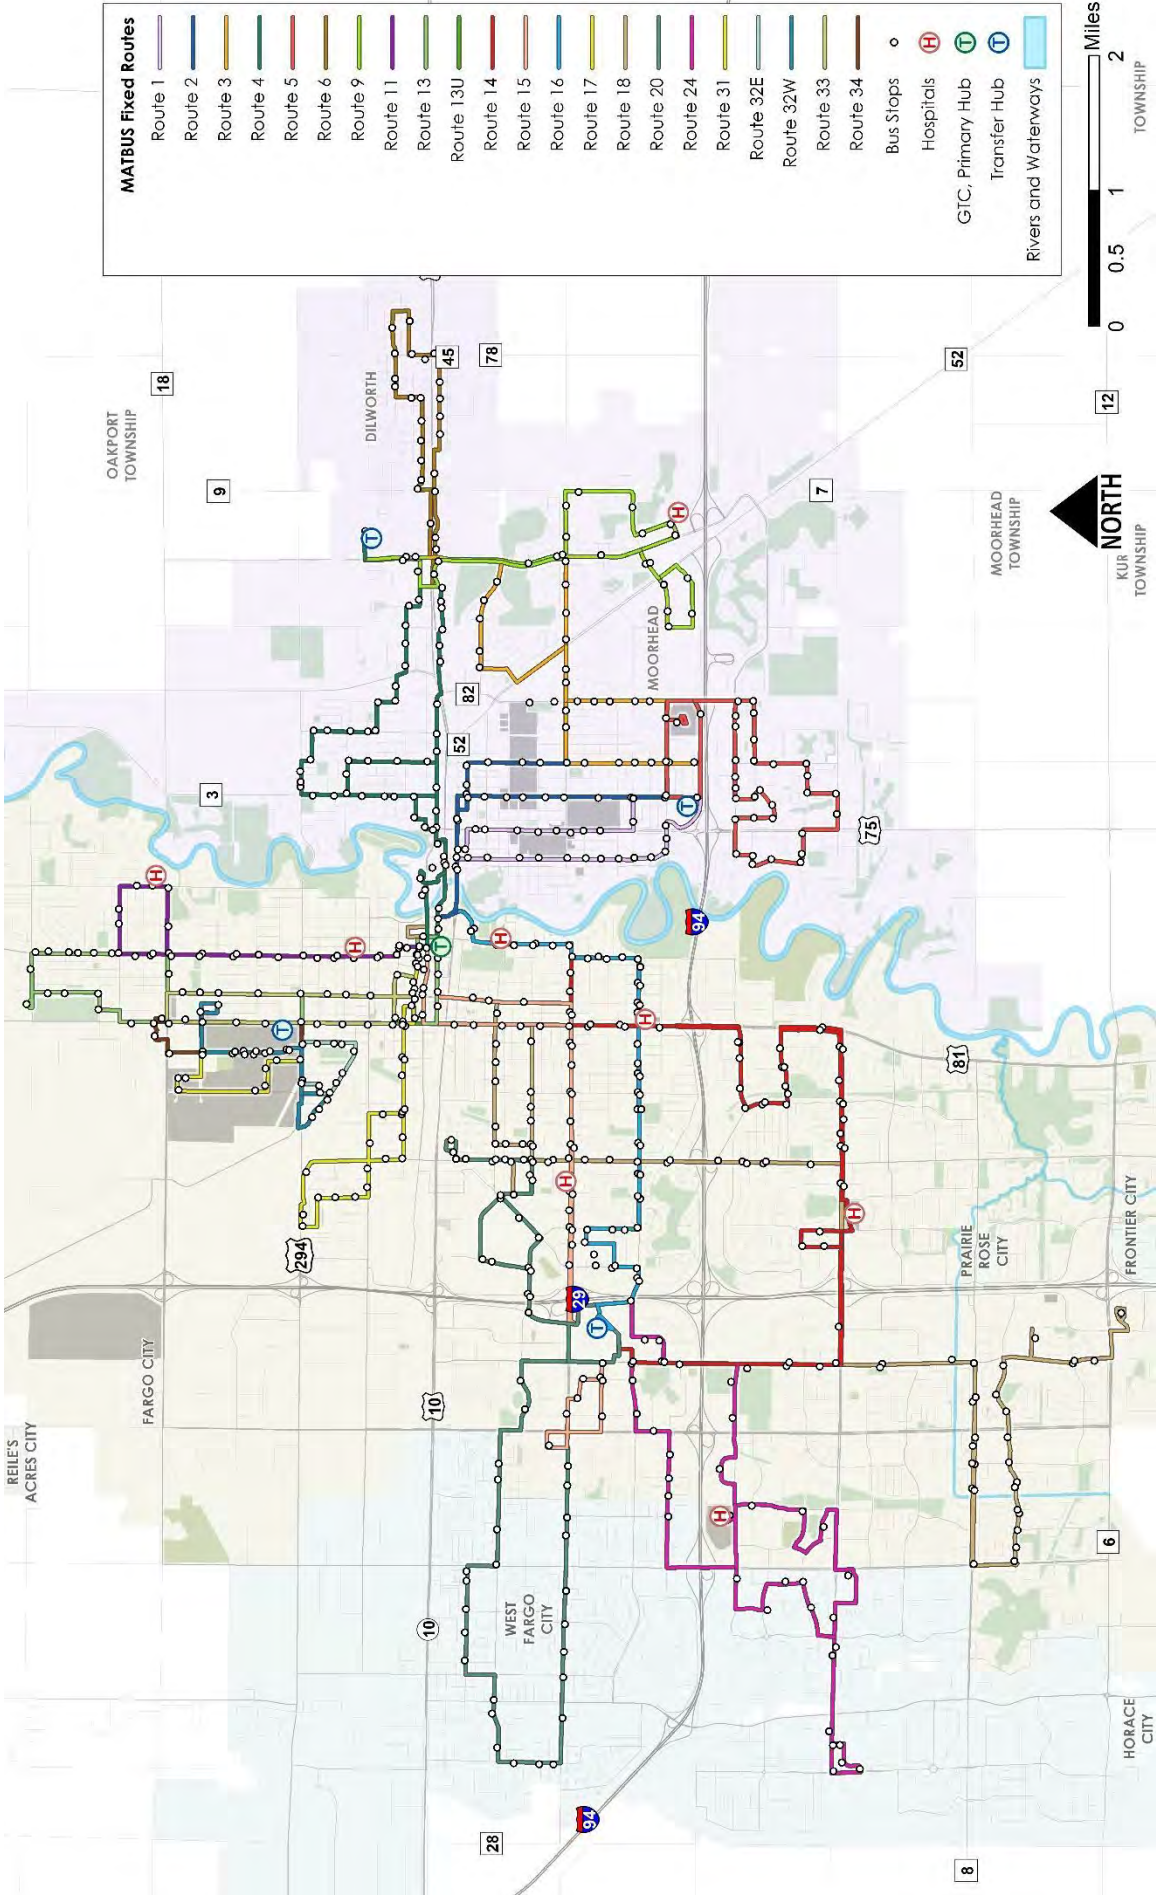 MATBUS Fixed Routes
Route 1
Route 2
Route 3
Route 4
Route 5
Route 6
Route 9
Route 11
Route 13
Route 13U
Route 14
Route 15
Route 16
Route 17
Route 18
Route 20
Route 24
Route 31
Route 32E
Route 32W
Route 33
Route 34
Bus Stops
H Hospitals
T GTC, Primary Hub
T Transfer Hub
Rivers and Waterways
0 0.5 1 2 Miles
NORTH
REILE'S
ACRES CITY
FARGO CITY
OAKPORT
TOWNSHIP
DILWORTH
MOORHEAD
WEST
FARGO
CITY
PRAIRIE
ROSE
CITY
FRONTIER CITY
HORACE
CITY
MOORHEAD
TOWNSHIP
KUR
TOWNSHIP
TOWNSHIP
18
9
3
45
78
82
52
52
7
12
75
94
81
294
29
10
10
28
94
8
6
H
H
H
H
H
H
H
H
T
T
T
T
T